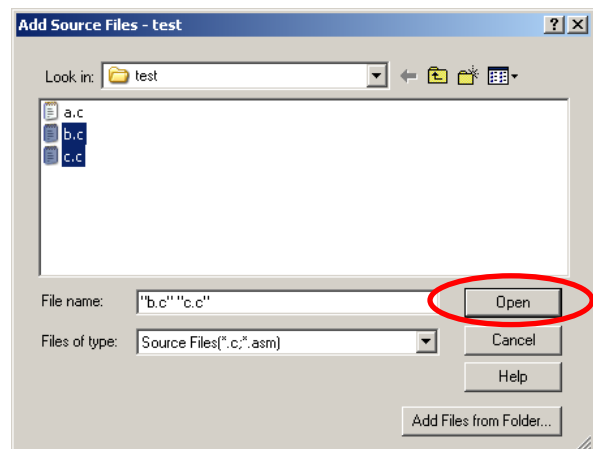 Add Source Files - test
Look in: test
a.c
b.c
c.c
File name: "b.c" "c.c" Open
Files of type: Source Files(*.c;*.asm) Cancel
Help
Add Files from Folder...